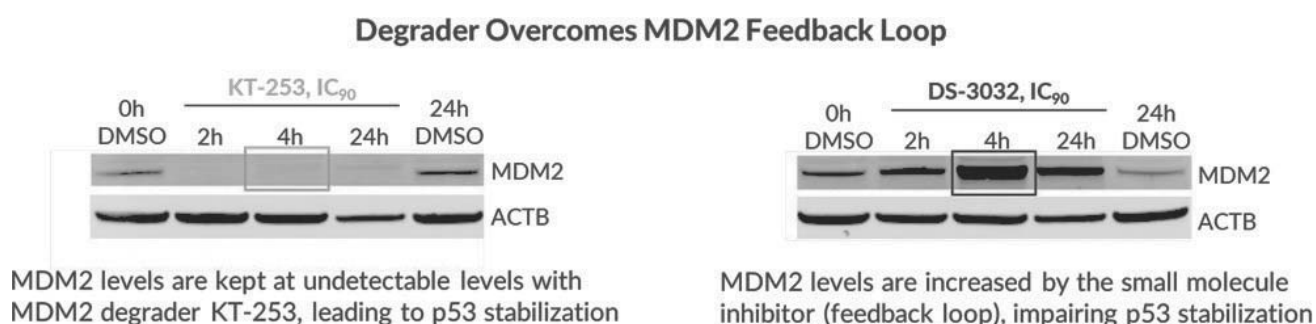 Degrader Overcomes MDM2 Feedback Loop
KT-253, IC90
0h DMSO 2h 4h 24h 24h DMSO
MDM2
ACTB
MDM2 levels are kept at undetectable levels with
MDM2 degrader KT-253, leading to p53 stabilization
DS-3032, IC90
0h DMSO 2h 4h 24h 24h DMSO
MDM2
ACTB
MDM2 levels are increased by the small molecule
inhibitor (feedback loop), impairing p53 stabilization